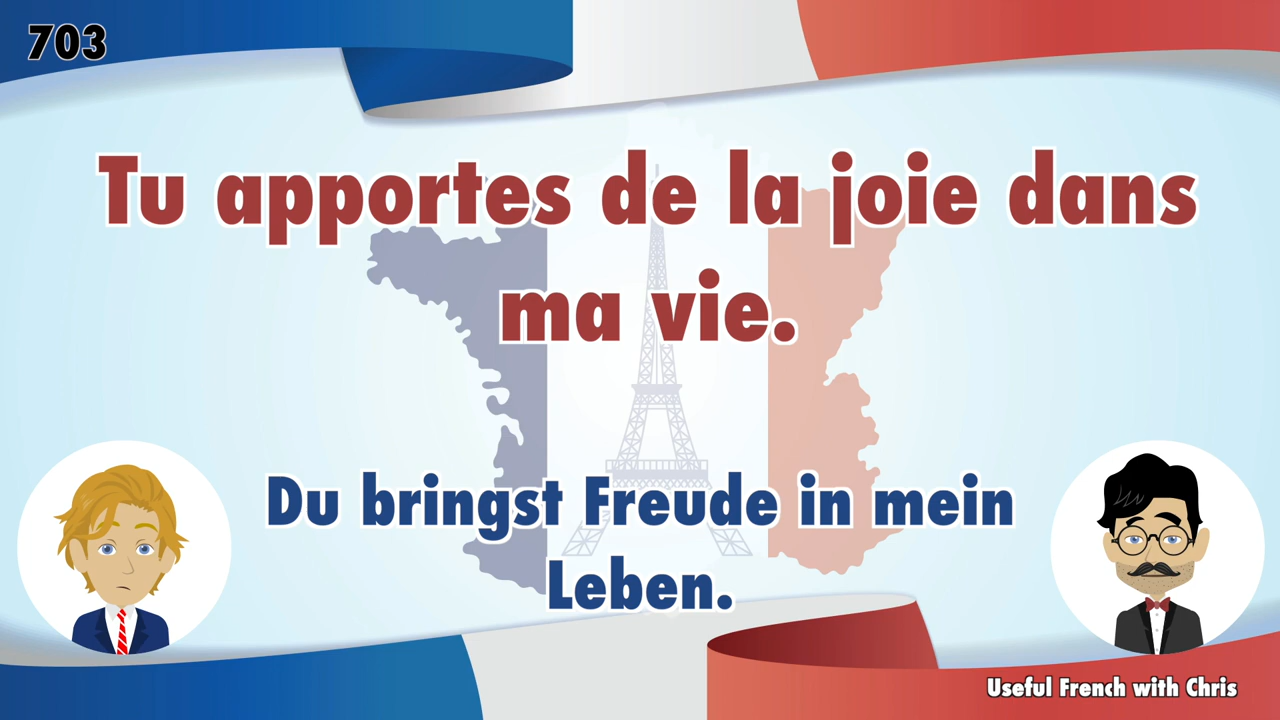 703
Tu apportes de la joie dans
ma vie.
Du bringst Freude in mein
Leben.
Useful French with Chris